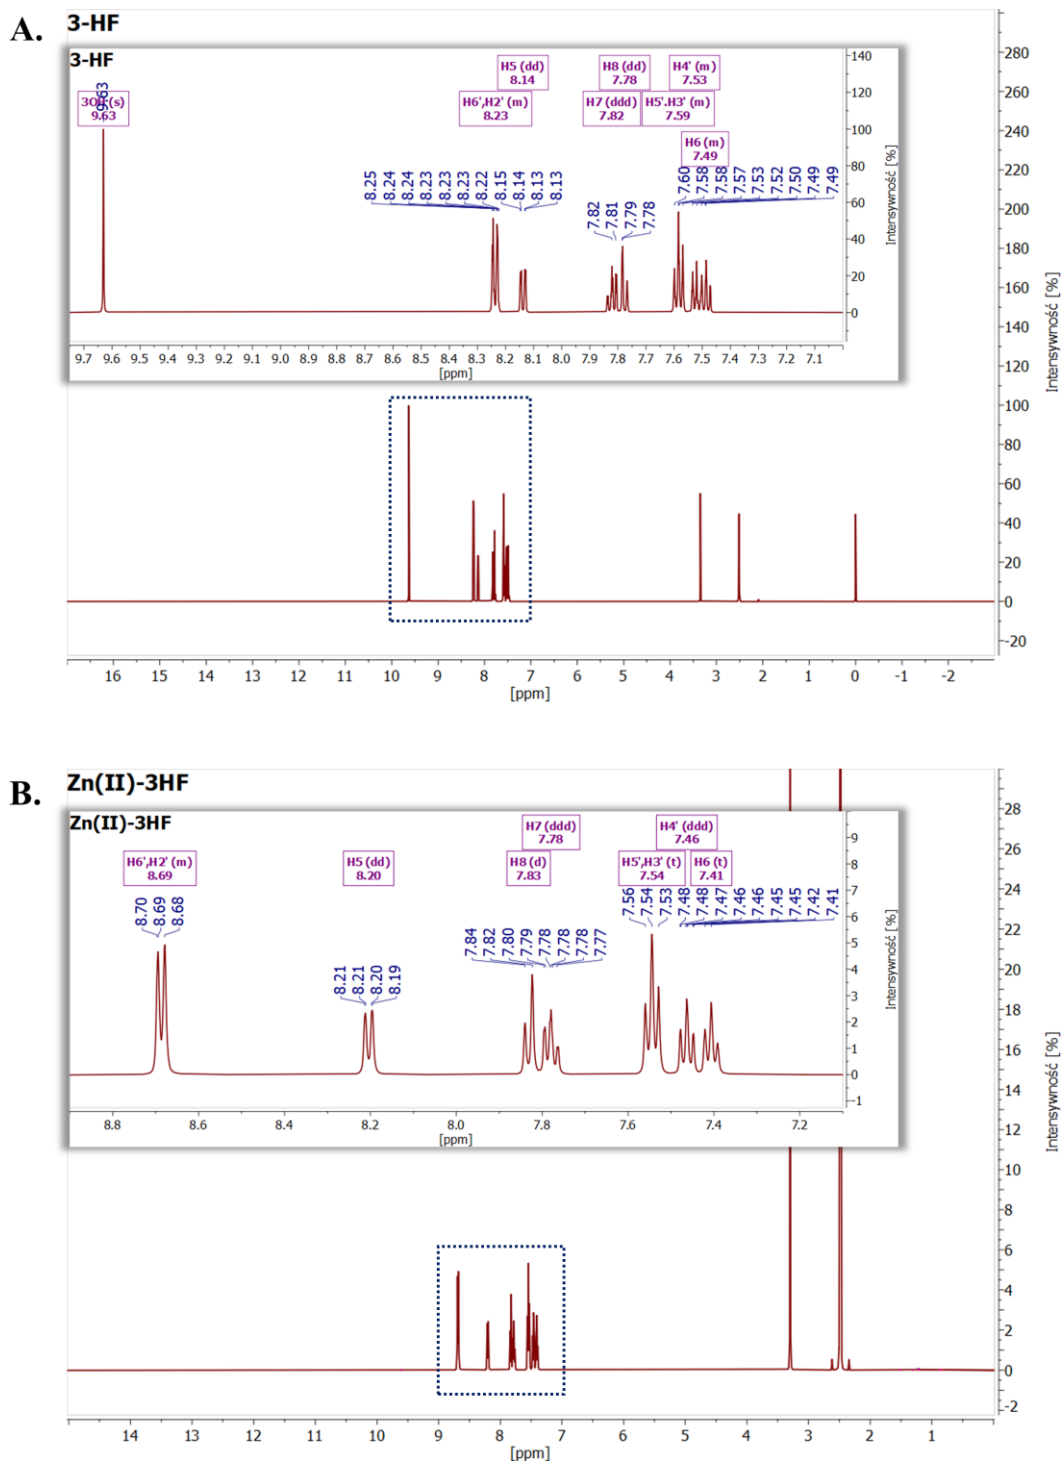 A.
3-HF
3-HF
H5 (dd)
8.14
H8 (dd)
7.78
H4' (m)
7.53
3OH (s)
9.63
9.63
H6',H2' (m)
8.23
H7 (ddd)
7.82
H5'.H3' (m)
7.59
H6 (m)
7.49
8.25 8.24 8.24 8.23 8.23 8.23 8.22 8.15 8.14 8.13 8.13
7.82 7.81 7.79 7.78
7.60 7.58 7.58 7.57 7.53 7.52 7.50 7.49 7.49
140
120
100
80
60
40
20
0
Intensywność [%]
9.7 9.6 9.5 9.4 9.3 9.2 9.1 9.0 8.9 8.8 8.7 8.6 8.5 8.4 8.3 8.2 8.1 8.0 7.9 7.8 7.7 7.6 7.5 7.4 7.3 7.2 7.1
[ppm]
280
260
240
220
200
180
160
140
120
100
80
60
40
20
0
-20
Intensywność [%]
16 15 14 13 12 11 10 9 8 7 6 5 4 3 2 1 0 -1 -2
[ppm]
B.
Zn(II)-3HF
Zn(II)-3HF
H7 (ddd)
7.78
H4' (ddd)
7.46
H6',H2' (m)
8.69
H5 (dd)
8.20
H8 (d)
7.83
H5',H3' (t)
7.54
H6 (t)
7.41
8.70 8.69 8.68
8.21 8.21 8.20 8.19
7.84 7.82 7.80 7.79 7.78 7.78 7.78 7.77
7.56 7.54 7.53 7.48 7.48 7.47 7.46 7.46 7.45 7.45 7.42 7.41
9
8
7
6
5
4
3
2
1
0
-1
Intensywność [%]
8.8 8.6 8.4 8.2 8.0 7.8 7.6 7.4 7.2
[ppm]
28
26
24
22
20
18
16
14
12
10
8
6
4
2
0
-2
Intensywność [%]
14 13 12 11 10 9 8 7 6 5 4 3 2 1
[ppm]